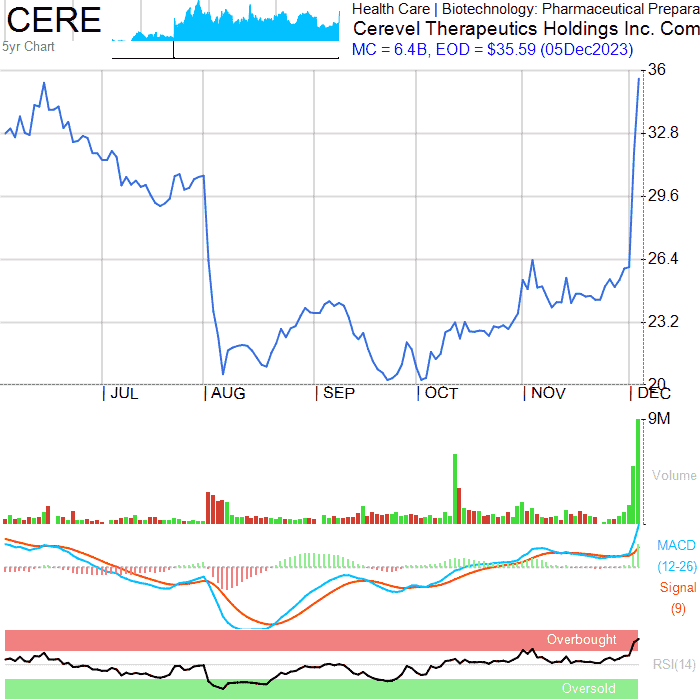 CERE
5yr Chart
Health Care | Biotechnology: Pharmaceutical Prepara
Cerevel Therapeutics Holdings Inc. Com
MC = 6.4B, EOD = $35.59 (05Dec2023)
36
32.8
29.6
26.4
23.2
20
JUL
AUG
SEP
OCT
NOV
DEC
9M
Volume
MACD
(12-26)
Signal
(9)
Overbought
RSI(14)
Oversold